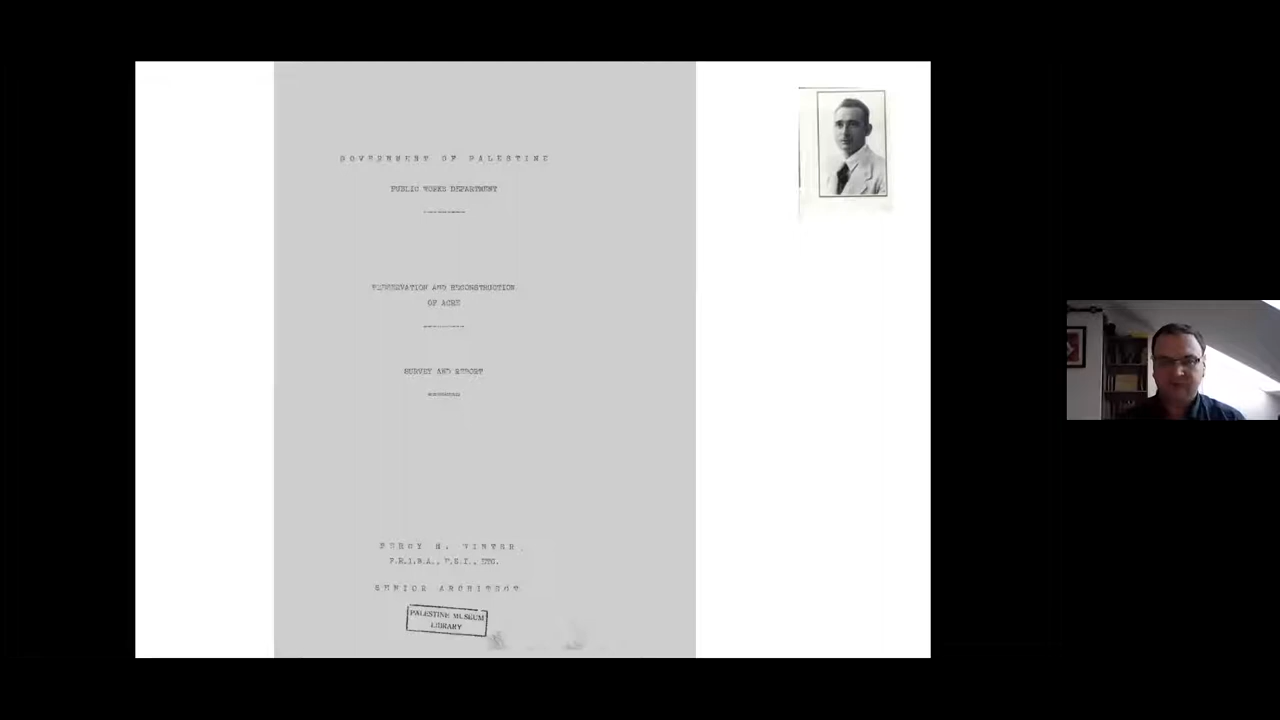 GOVERNMENT OF PALESTINE
PUBLIC WORKS DEPARTMENT
PRESERVATION AND RECONSTRUCTION
OF ACRE
SURVEY AND REPORT
PERCY H. WINTER,
F.R.I.B.A., F.S.I., ETC.
SENIOR ARCHITECT
PALESTINE MUSEUM
LIBRARY